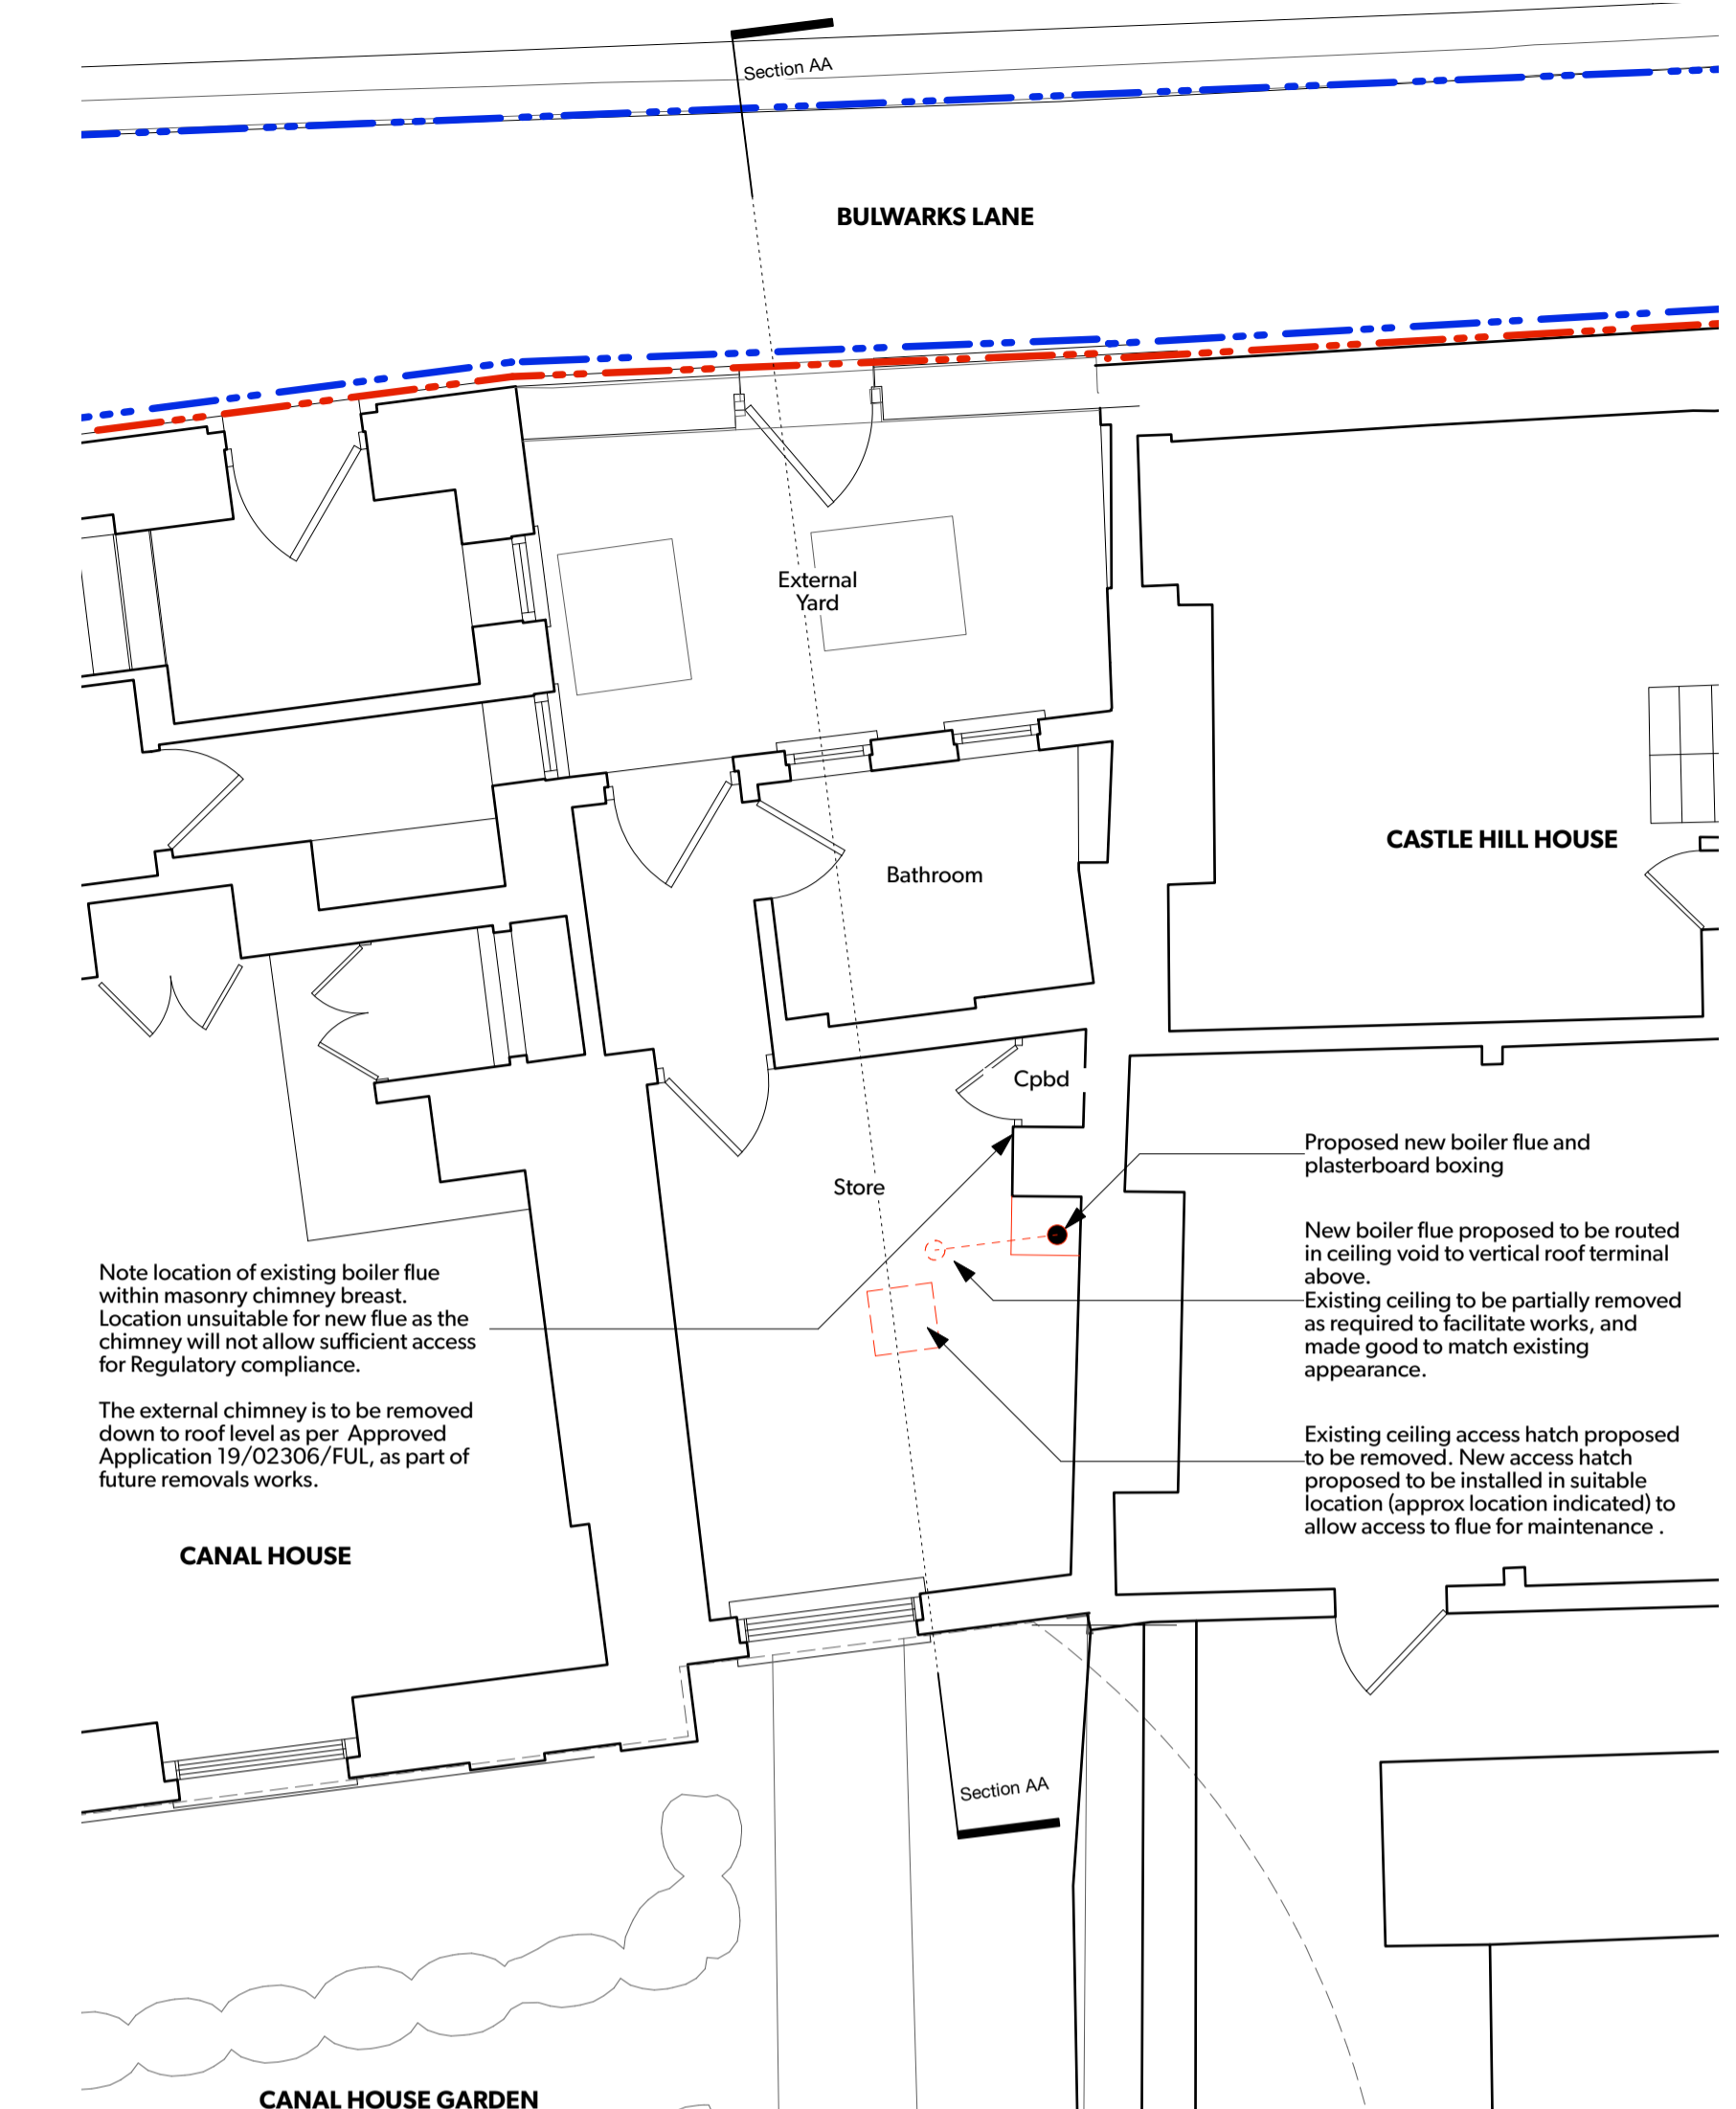 Section AA
BULWARKS LANE
External
Yard
CASTLE HILL HOUSE
Bathroom
Cpbd
Proposed new boiler flue and
plasterboard boxing
Store
New boiler flue proposed to be routed
in ceiling void to vertical roof terminal
above.
Existing ceiling to be partially removed
as required to facilitate works, and
made good to match existing
appearance.
Note location of existing boiler flue
within masonry chimney breast.
Location unsuitable for new flue as the
chimney will not allow sufficient access
for Regulatory compliance.
The external chimney is to be removed
down to roof level as per Approved
Application 19/02306/FUL, as part of
future removals works.
Existing ceiling access hatch proposed
to be removed. New access hatch
proposed to be installed in suitable
location (approx location indicated) to
allow access to flue for maintenance .
CANAL HOUSE
Section AA
CANAL HOUSE GARDEN